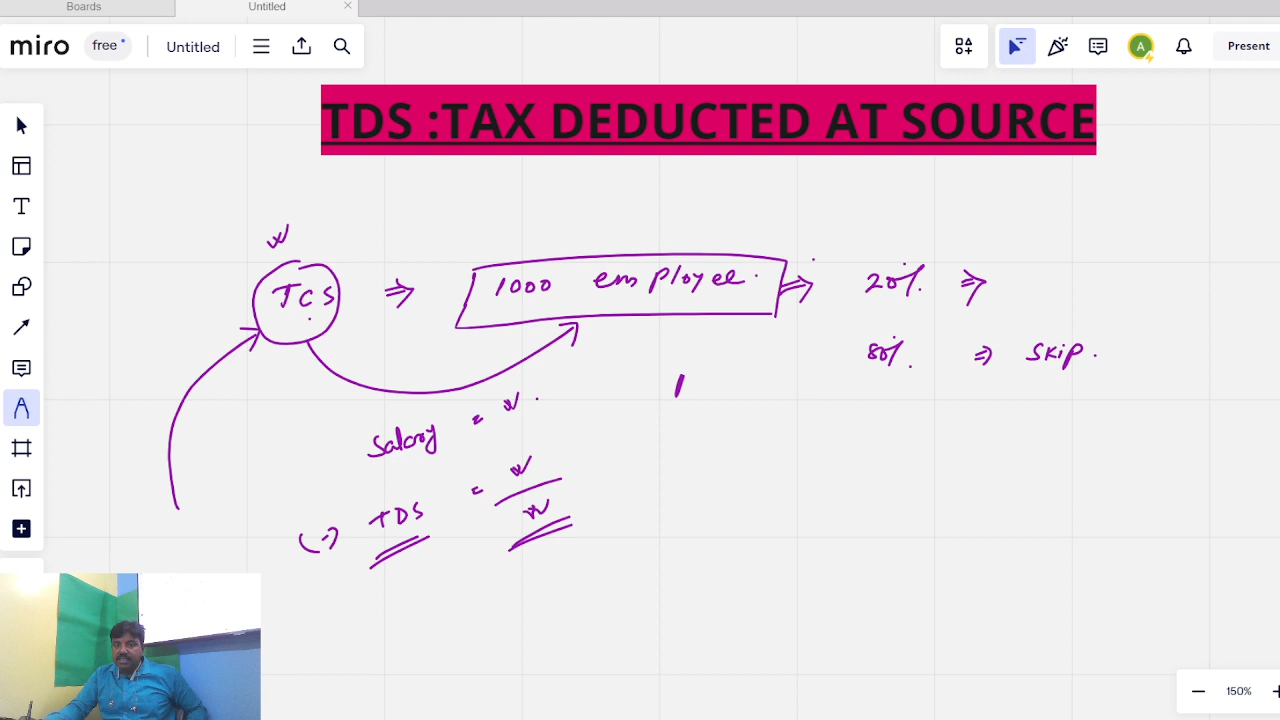 Boards Untitled
miro free Untitled Present
TDS :TAX DEDUCTED AT SOURCE
TCS ⇒ 1000 employee ⇒ 20% ⇒
80% ⇒ skip.
Salary =
(-) TDS =
A
150%